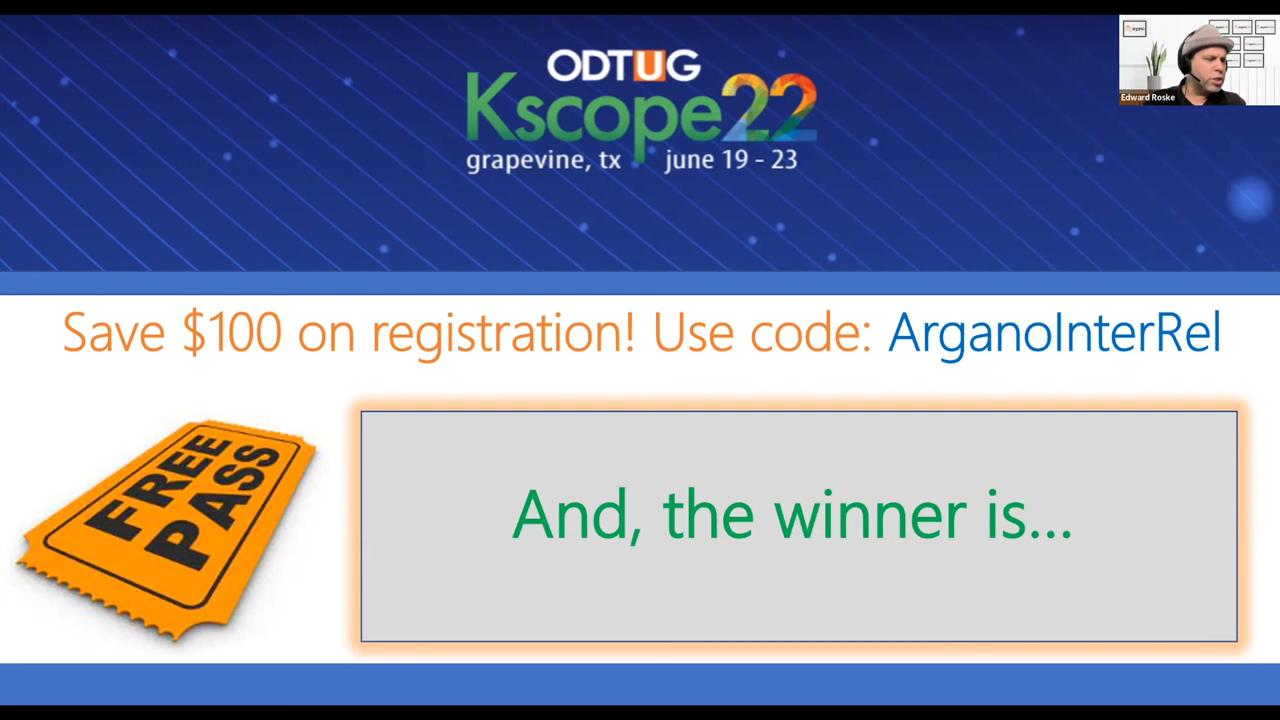 ODTUG
Kscope22
grapevine, tx june 19 - 23
Edward Roske
Save $100 on registration! Use code: ArganoInterRel
FREE
PASS
And, the winner is...